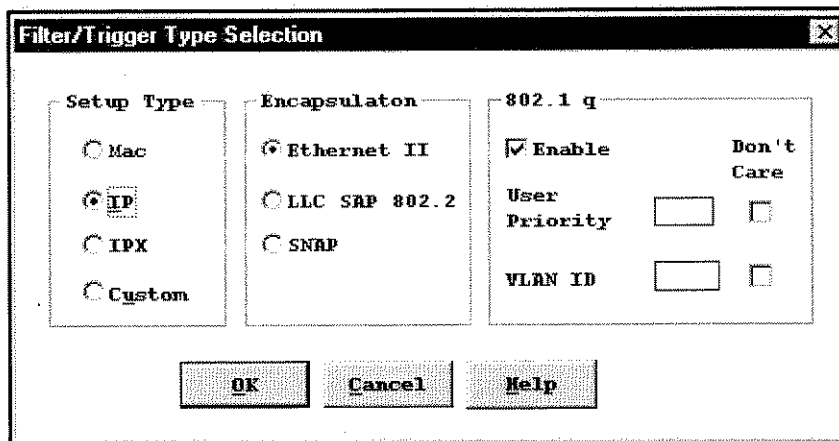 Filter/Trigger Type Selection
Setup Type
Mac
IP
IPX
Custom
Encapsulaton
Ethernet II
LLC SAP 802.2
SNAP
802.1 q
Enable
Don't
Care
User
Priority
VLAN ID
OK
Cancel
Help